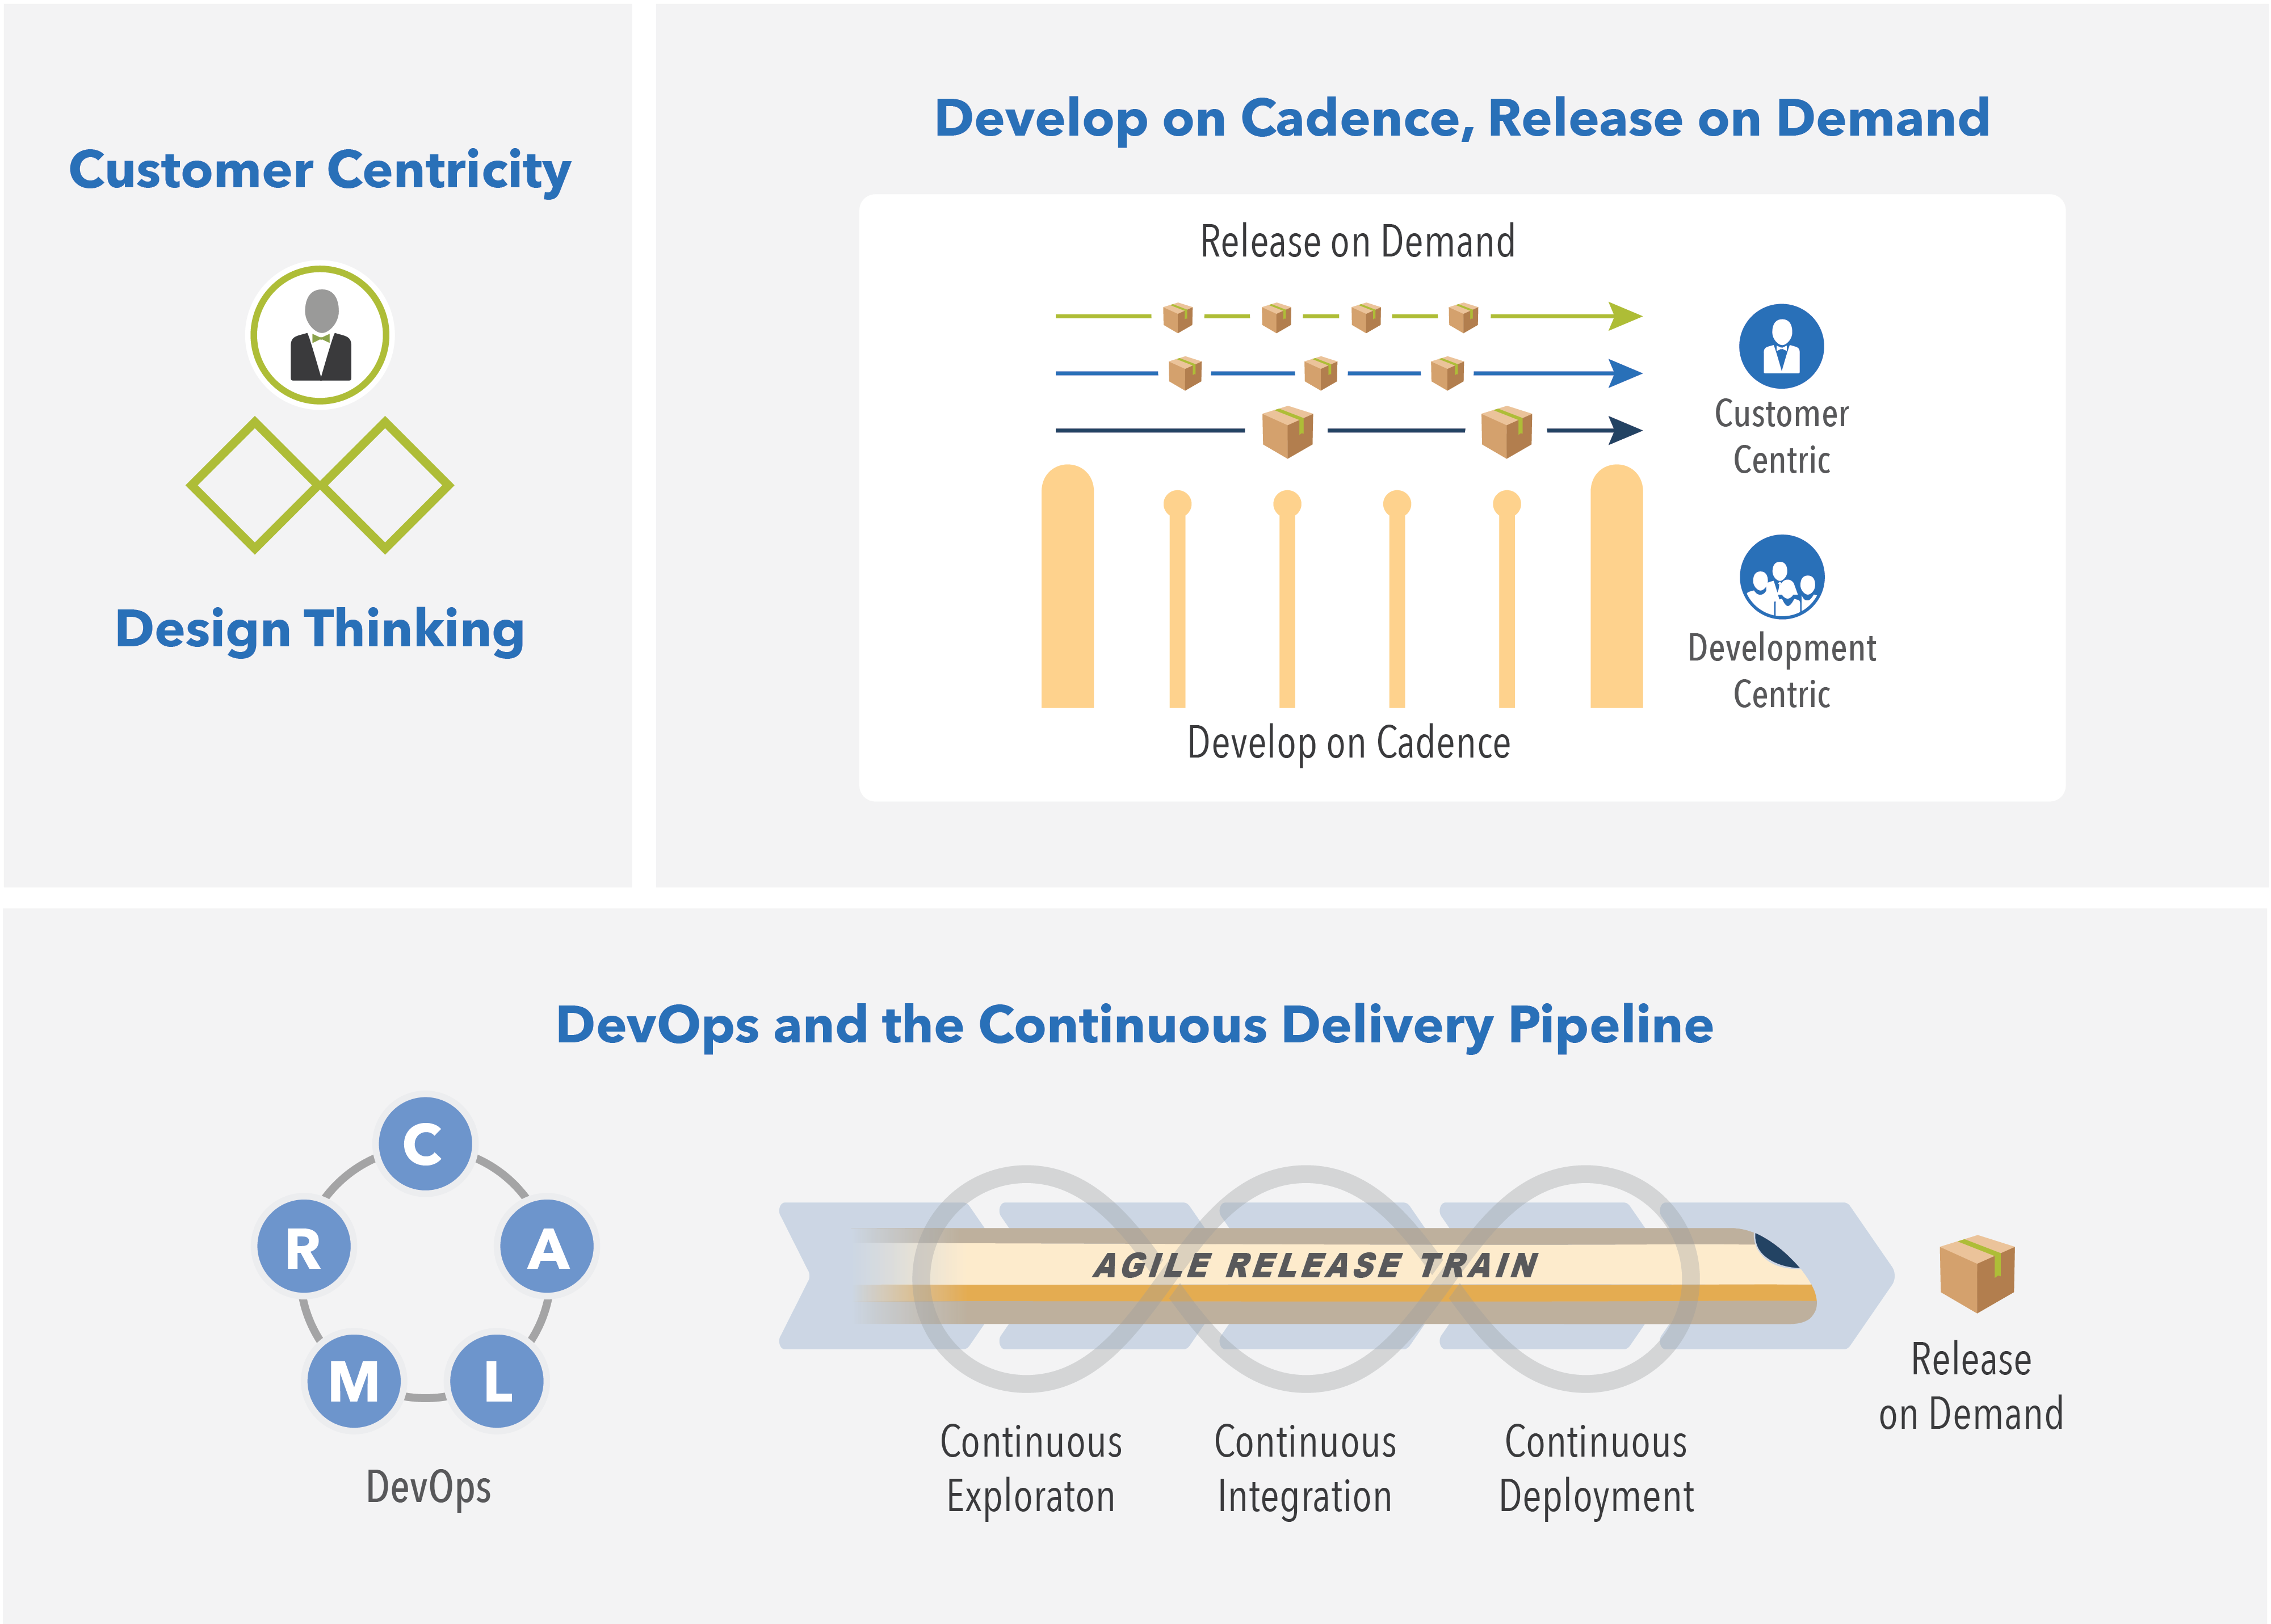 Customer Centricity
Design Thinking
Develop on Cadence, Release on Demand
Release on Demand
Customer
Centric
Development
Centric
Develop on Cadence
DevOps and the Continuous Delivery Pipeline
C
A
L
M
R
DevOps
AGILE RELEASE TRAIN
Continuous
Exploraton
Continuous
Integration
Continuous
Deployment
Release
on Demand